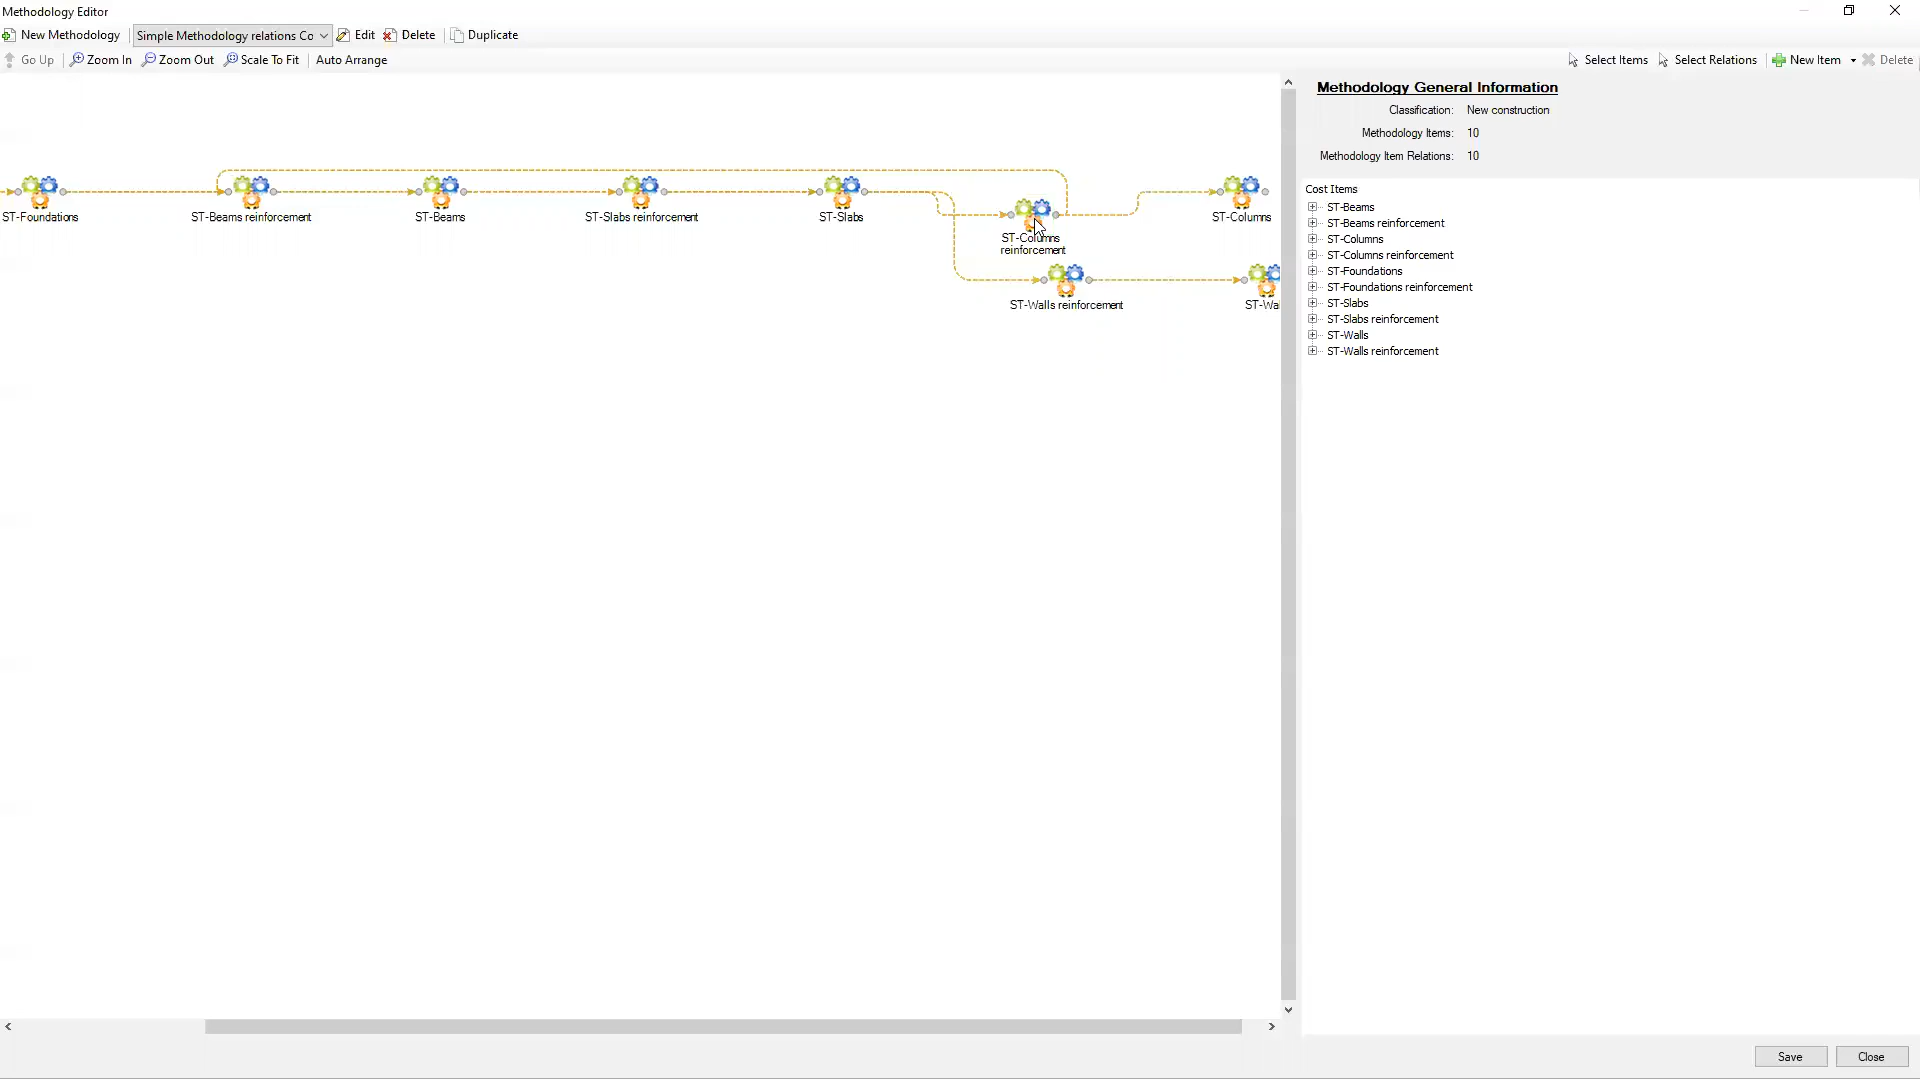 Methodology Editor
New Methodology Simple Methodology relations Co Edit Delete Duplicate
Go Up Zoom In Zoom Out Scale To Fit Auto Arrange Select Items Select Relations New Item Delete
ST-Foundations
ST-Beams reinforcement
ST-Beams
ST-Slabs reinforcement
ST-Slabs
ST-Columns
reinforcement
ST-Columns
ST-Walls reinforcement
ST-Wal
Methodology General Information
Classification: New construction
Methodology Items: 10
Methodology Item Relations: 10
Cost Items
ST-Beams
ST-Beams reinforcement
ST-Columns
ST-Columns reinforcement
ST-Foundations
ST-Foundations reinforcement
ST-Slabs
ST-Slabs reinforcement
ST-Walls
ST-Walls reinforcement
Save Close